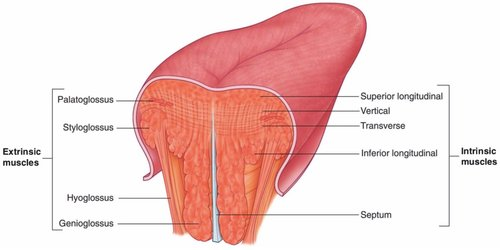 Palatoglossus
Styloglossus
Extrinsic
muscles
Hyoglossus
Genioglossus
Superior longitudinal
Vertical
Transverse
Inferior longitudinal
Intrinsic
muscles
Septum